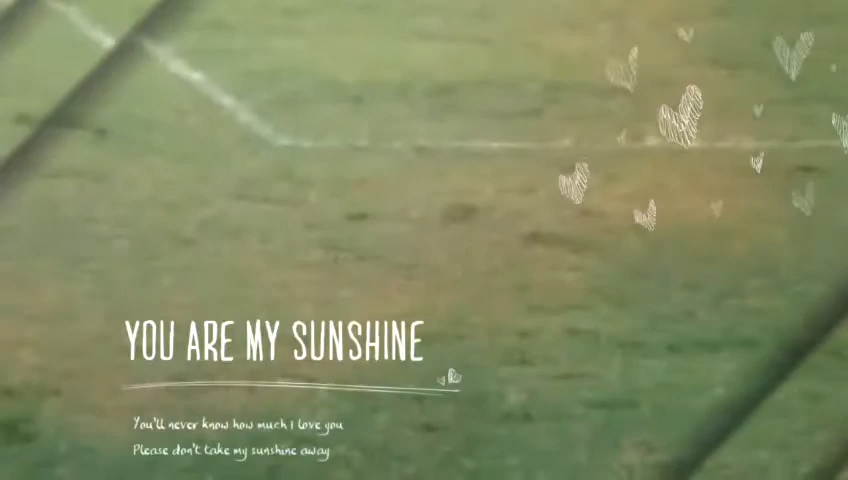 YOU ARE MY SUNSHINE
You'll never know how much I love you
Please don't take my sunshine away